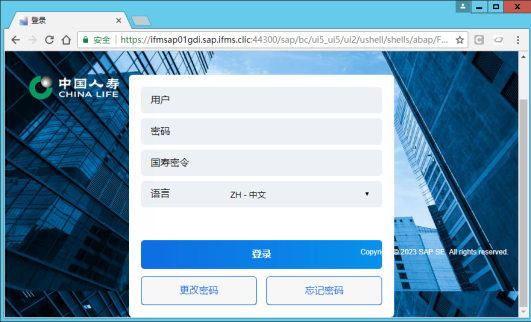 登录
安全 https://ifmsap01gdi.sap.ifms.clic:44300/sap/bc/ui5_ui5/ui2/ushell/shells/abap/F...
中国人寿
CHINA LIFE
用户
密码
国寿密令
语言 ZH - 中文
登录
Copyright © 2023 SAP SE. All rights reserved.
更改密码 忘记密码